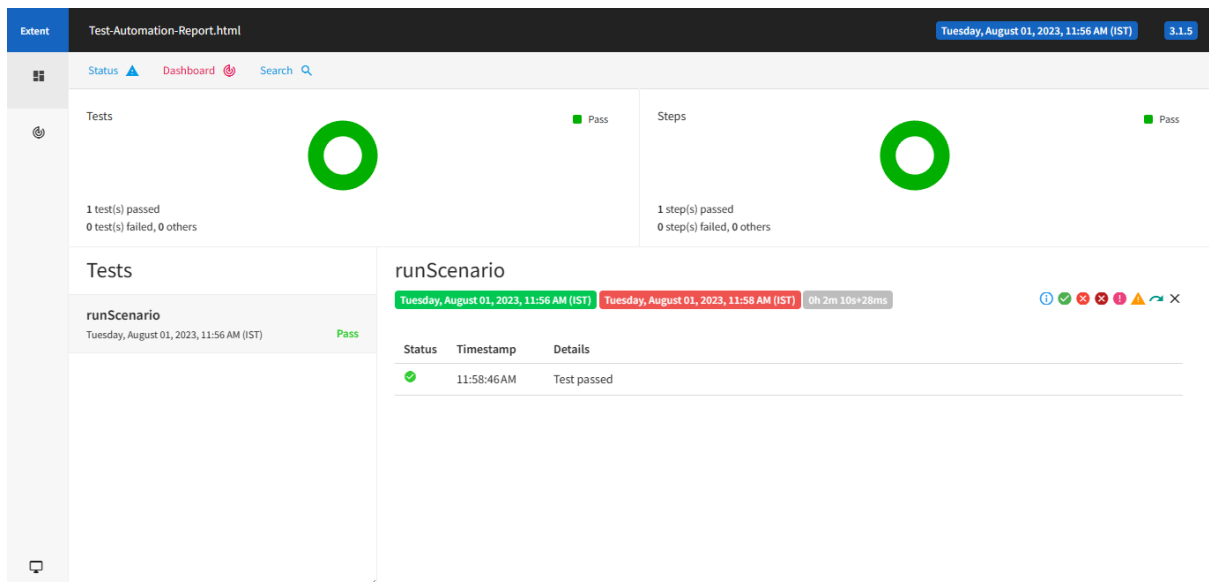 Extent Test-Automation-Report.html Tuesday, August 01, 2023, 11:56 AM (IST) 3.1.5
Status Dashboard Search
Tests Pass
1 test(s) passed
0 test(s) failed, 0 others
Steps Pass
1 step(s) passed
0 step(s) failed, 0 others
Tests
runScenario
Tuesday, August 01, 2023, 11:56 AM (IST) Pass
runScenario
Tuesday, August 01, 2023, 11:56 AM (IST) Tuesday, August 01, 2023, 11:58 AM (IST) 0h 2m 10s+28ms
Status Timestamp Details
11:58:46AM Test passed